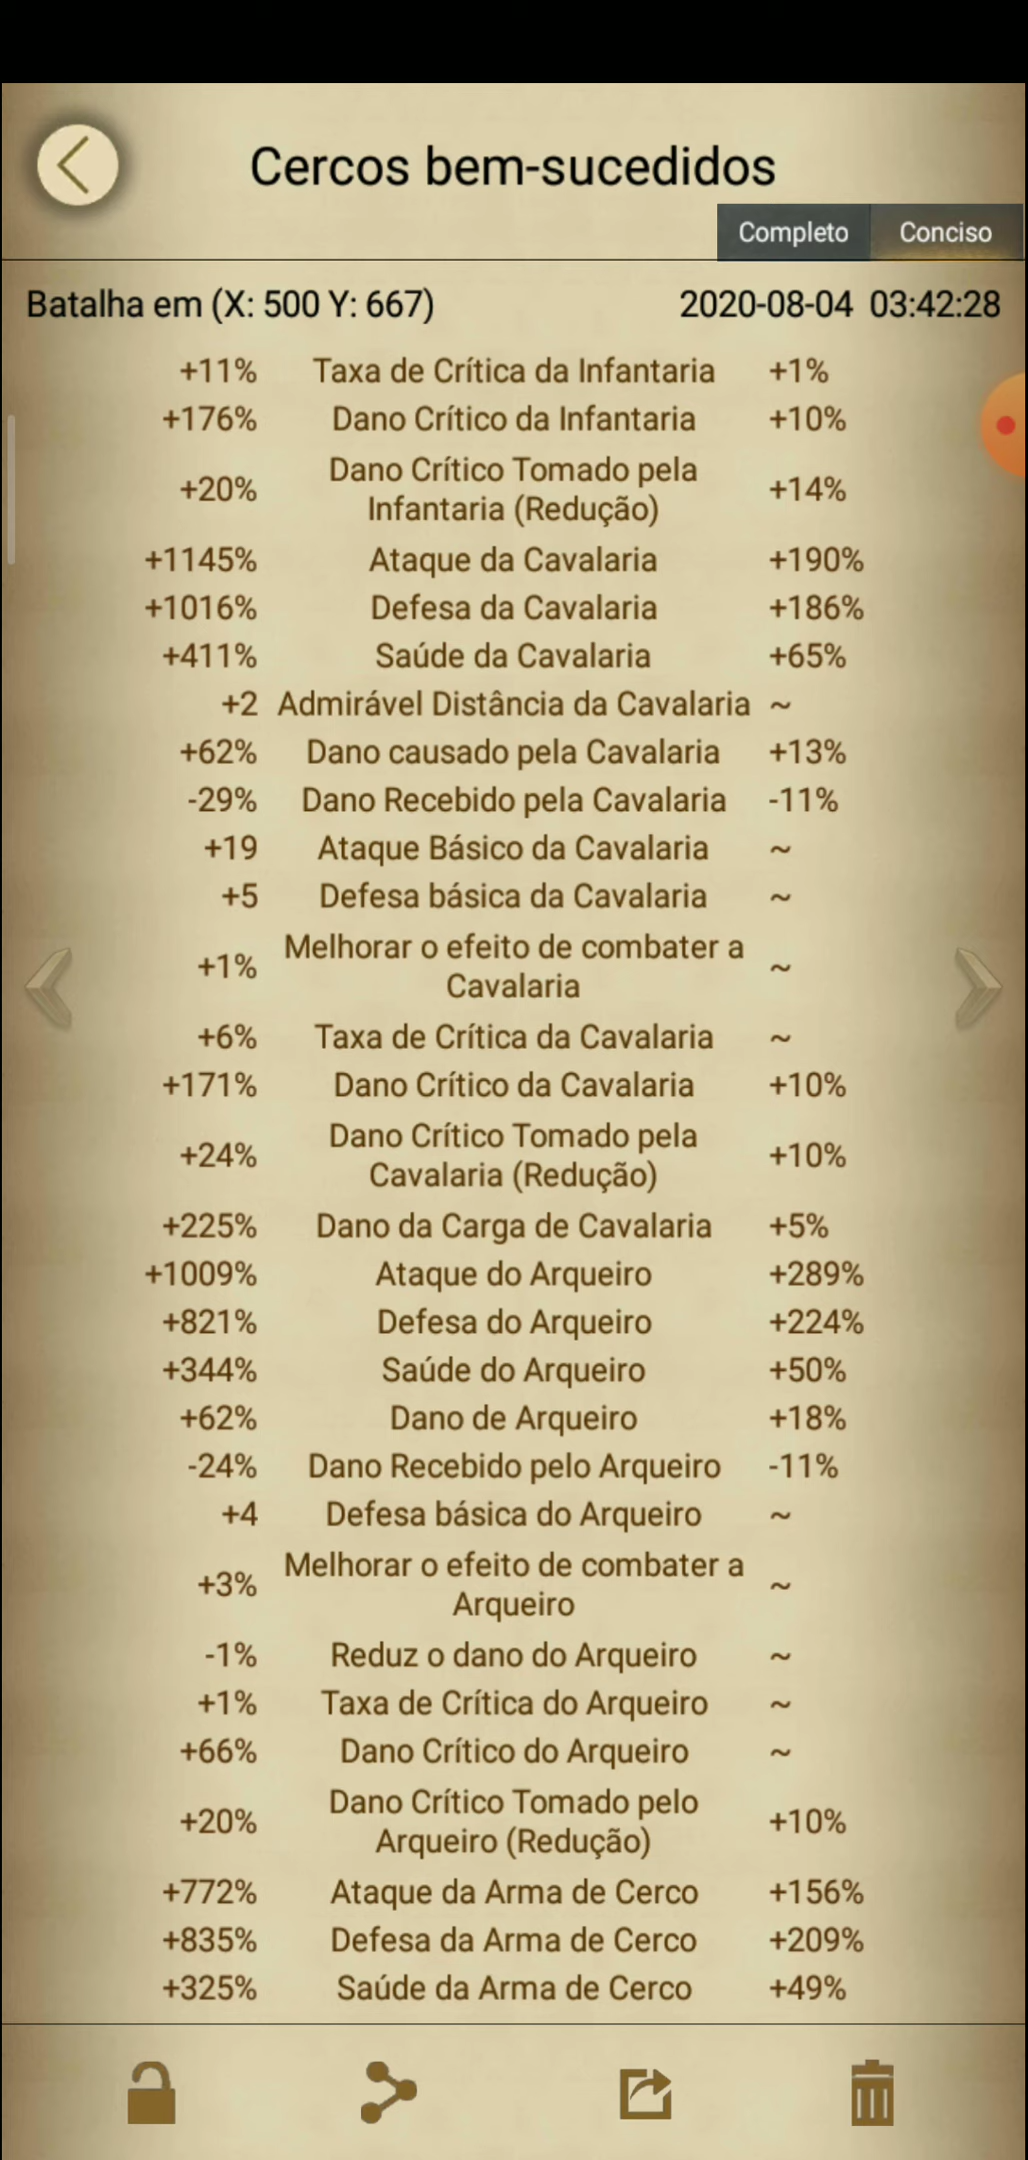 Cercos bem-sucedidos
Completo Conciso
Batalha em (X: 500 Y: 667) 2020-08-04 03:42:28
+11% Taxa de Crítica da Infantaria +1%
+176% Dano Crítico da Infantaria +10%
Dano Crítico Tomado pela
+20% Infantaria (Redução) +14%
+1145% Ataque da Cavalaria +190%
+1016% Defesa da Cavalaria +186%
+411% Saúde da Cavalaria +65%
+2 Admirável Distância da Cavalaria ~
+62% Dano causado pela Cavalaria +13%
-29% Dano Recebido pela Cavalaria -11%
+19 Ataque Básico da Cavalaria ~
+5 Defesa básica da Cavalaria ~
Melhorar o efeito de combater a
+1% Cavalaria ~
+6% Taxa de Crítica da Cavalaria ~
+171% Dano Crítico da Cavalaria +10%
Dano Crítico Tomado pela
+24% Cavalaria (Redução) +10%
+225% Dano da Carga de Cavalaria +5%
+1009% Ataque do Arqueiro +289%
+821% Defesa do Arqueiro +224%
+344% Saúde do Arqueiro +50%
+62% Dano de Arqueiro +18%
-24% Dano Recebido pelo Arqueiro -11%
+4 Defesa básica do Arqueiro ~
Melhorar o efeito de combater a
+3% Arqueiro ~
-1% Reduz o dano do Arqueiro ~
+1% Taxa de Crítica do Arqueiro ~
+66% Dano Crítico do Arqueiro ~
Dano Crítico Tomado pelo
+20% Arqueiro (Redução) +10%
+772% Ataque da Arma de Cerco +156%
+835% Defesa da Arma de Cerco +209%
+325% Saúde da Arma de Cerco +49%